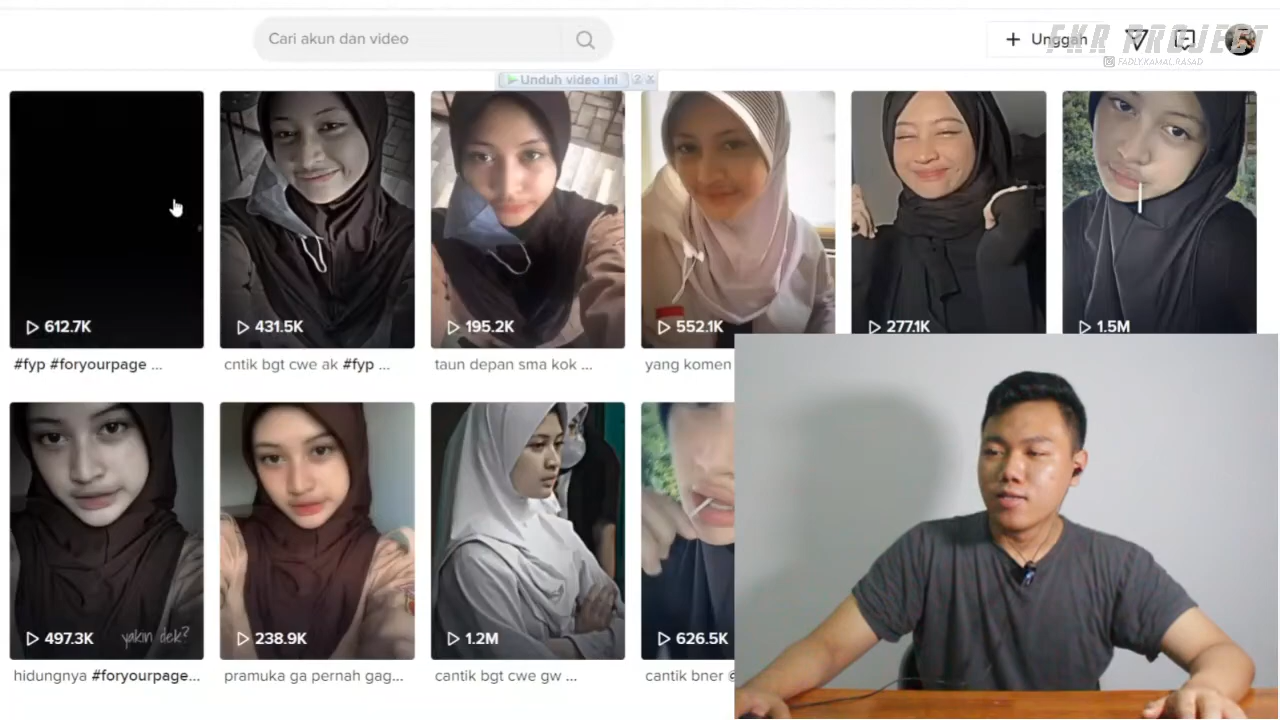 Cari akun dan video
+ Unggah
FKR PROJECT
FADLY.KAMAL.RASAD
Unduh video ini ? x
612.7K
431.5K
195.2K
552.1K
277.1K
1.5M
#fyp #foryourpage ...
cntik bgt cwe ak #fyp ...
taun depan sma kok ...
yang komen
yakin dek?
497.3K
238.9K
1.2M
626.5K
hidungnya #foryourpage...
pramuka ga pernah gag...
cantik bgt cwe gw ...
cantik bner